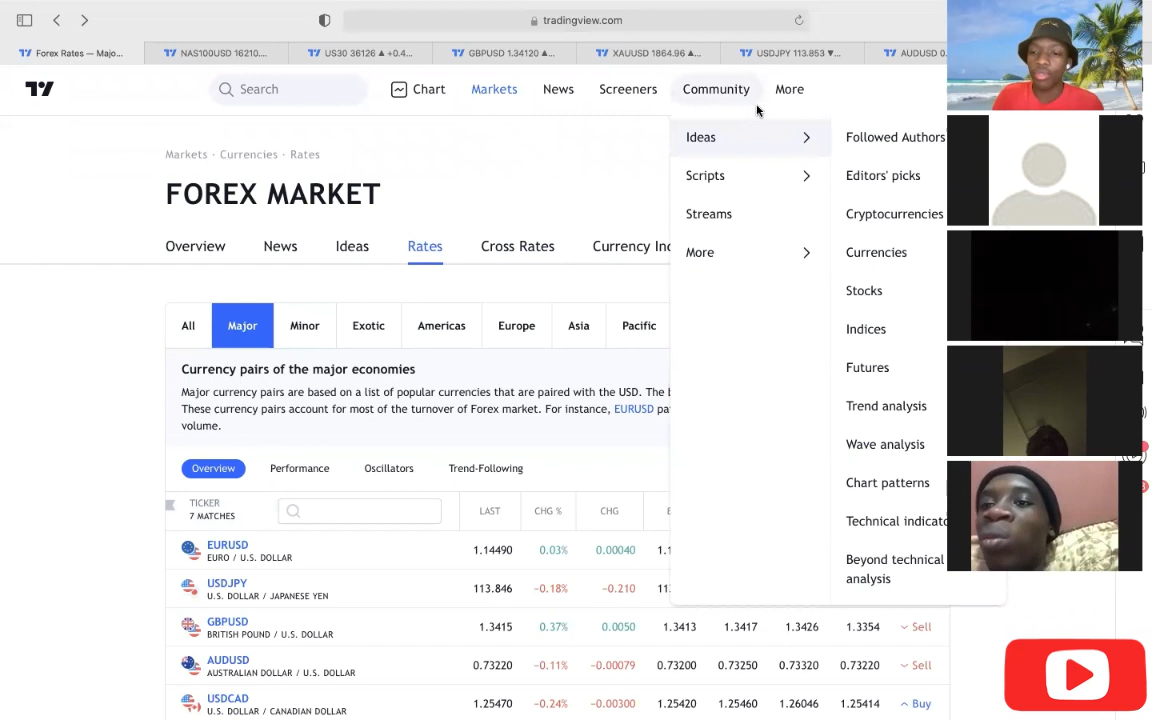 tradingview.com
Forex Rates — Majo...
NAS100USD 16210....
US30 36126 ▲ +0.4...
GBPUSD 1.34120 ▲...
XAUUSD 1864.96 ▲...
USDJPY 113.853 ▼...
AUDUSD 0.
Search
Chart
Markets
News
Screeners
Community
More
Ideas
Followed Authors
Scripts
Editors' picks
Streams
Cryptocurrencies
More
Currencies
Stocks
Indices
Futures
Trend analysis
Wave analysis
Chart patterns
Technical indicato
Beyond technical
analysis
Markets · Currencies · Rates
FOREX MARKET
Overview
News
Ideas
Rates
Cross Rates
Currency Ind
All
Major
Minor
Exotic
Americas
Europe
Asia
Pacific
Currency pairs of the major economies
Major currency pairs are based on a list of popular currencies that are paired with the USD. The b
These currency pairs account for most of the turnover of Forex market. For instance, EURUSD pa
volume.
Overview
Performance
Oscillators
Trend-Following
TICKER
7 MATCHES
LAST
CHG %
CHG
EURUSD
EURO / U.S. DOLLAR
1.14490 0.03% 0.00040 1.1
USDJPY
U.S. DOLLAR / JAPANESE YEN
113.846 −0.18% −0.210 11
GBPUSD
BRITISH POUND / U.S. DOLLAR
1.3415 0.37% 0.0050 1.3413 1.3417 1.3426 1.3354 Sell
AUDUSD
AUSTRALIAN DOLLAR / U.S. DOLLAR
0.73220 −0.11% −0.00079 0.73200 0.73250 0.73320 0.73220 Sell
USDCAD
U.S. DOLLAR / CANADIAN DOLLAR
1.25470 −0.24% −0.00300 1.25420 1.25460 1.26046 1.25414 Buy